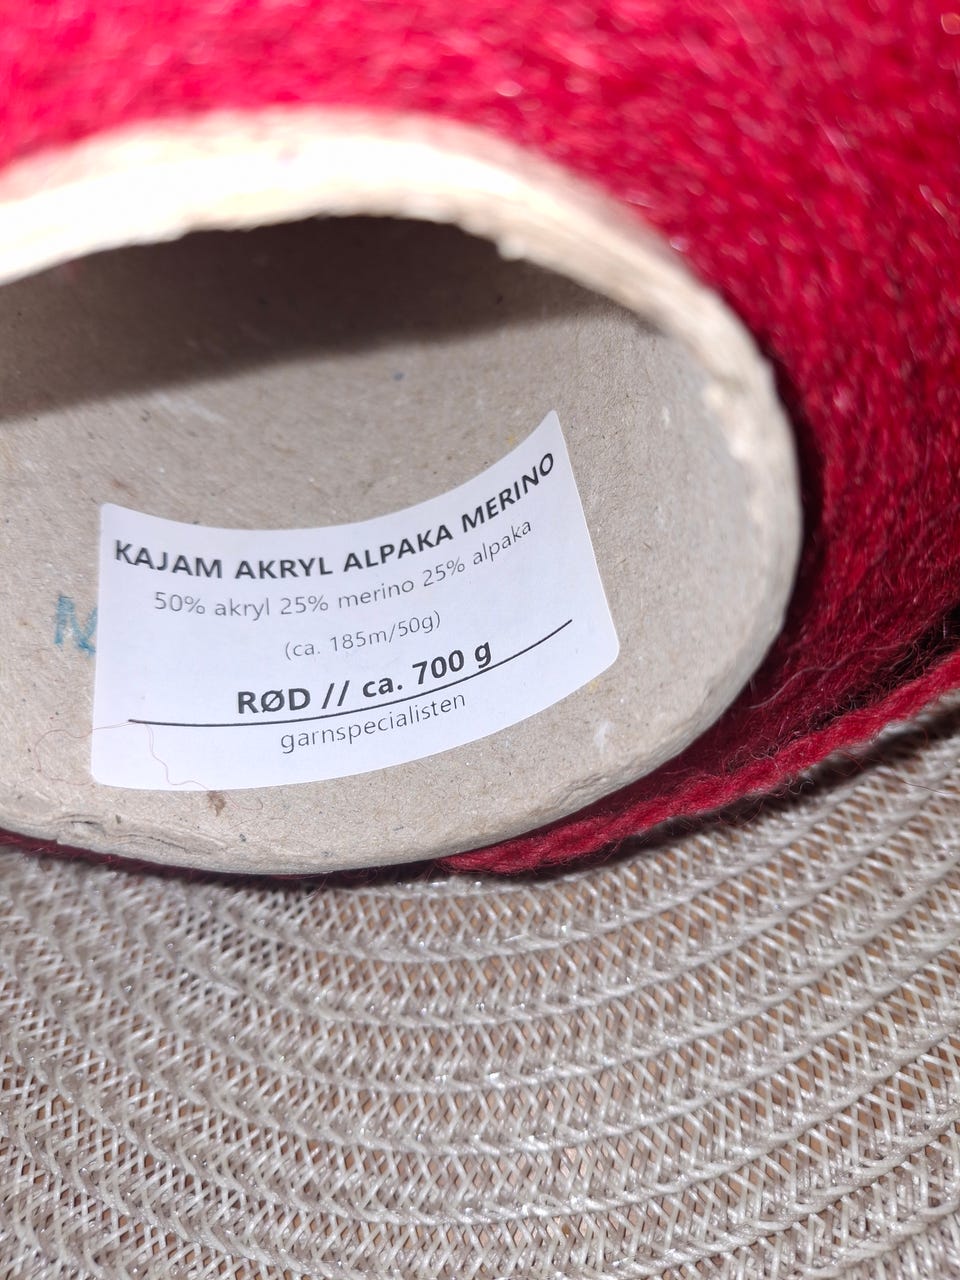 KAJAM AKRYL ALPAKA MERINO
50% akryl 25% merino 25% alpaka
(ca. 185m/50g)
RØD // ca. 700 g
garnspecialisten